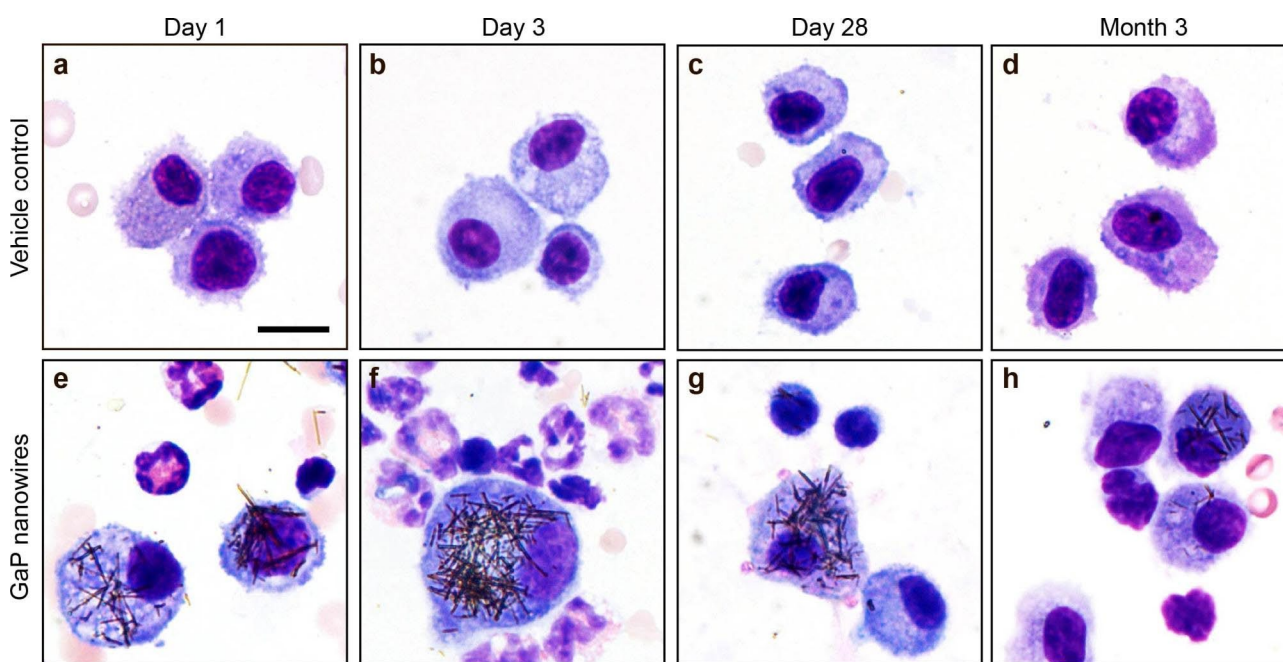 Day 1
Day 3
Day 28
Month 3
Vehicle control
a
b
c
d
GaP nanowires
e
f
g
h